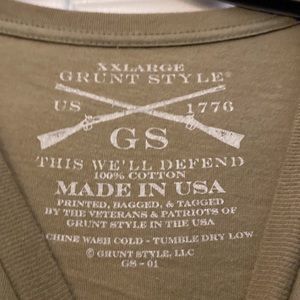 XXLARGE
GRUNT STYLE®
US 1776
GS
THIS WE'LL DEFEND
100% COTTON
MADE IN USA
PRINTED, BAGGED, & TAGGED
BY THE VETERANS & PATRIOTS OF
GRUNT STYLE IN THE USA
CHINE WASH COLD - TUMBLE DRY LOW
© GRUNT STYLE, LLC
GS - 01